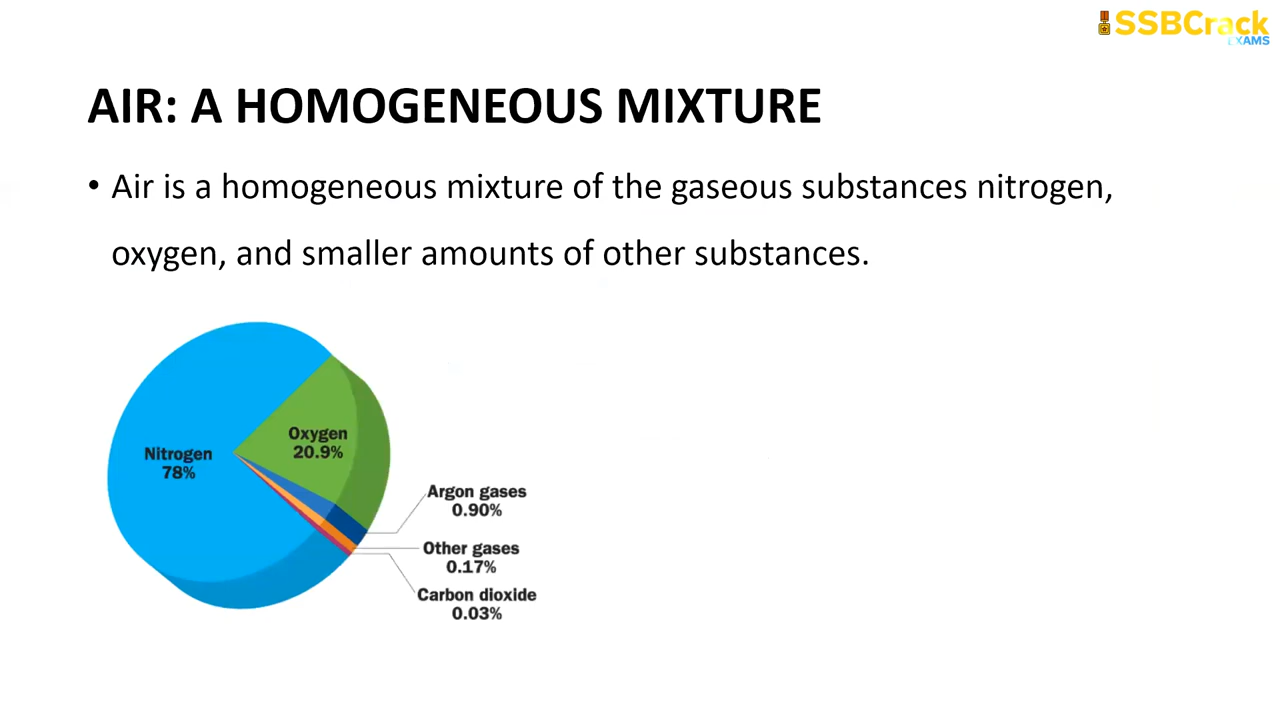 SSBCrack
EXAMS
AIR: A HOMOGENEOUS MIXTURE
• Air is a homogeneous mixture of the gaseous substances nitrogen,
oxygen, and smaller amounts of other substances.
Nitrogen
78%
Oxygen
20.9%
Argon gases
0.90%
Other gases
0.17%
Carbon dioxide
0.03%